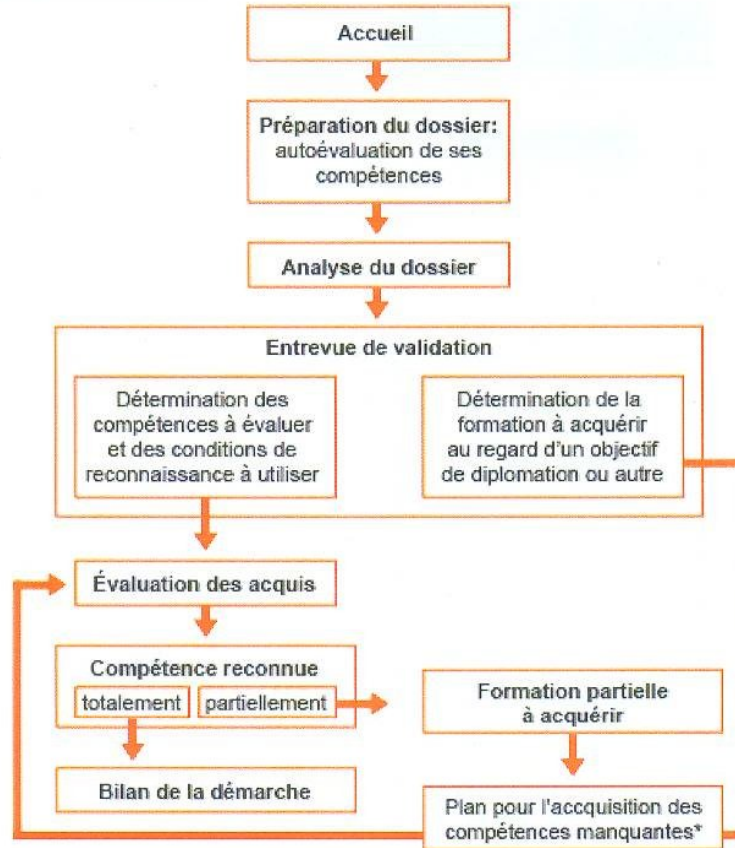 Accueil
Préparation du dossier:
autoévaluation de ses
compétences
Analyse du dossier
Entrevue de validation
Détermination des
compétences à évaluer
et des conditions de
reconnaissance à utiliser
Détermination de la
formation à acquérir
au regard d'un objectif
de diplomation ou autre
Évaluation des acquis
Compétence reconnue
totalement
partiellement
Formation partielle
à acquérir
Bilan de la démarche
Plan pour l'accquisition des
compétences manquantes*